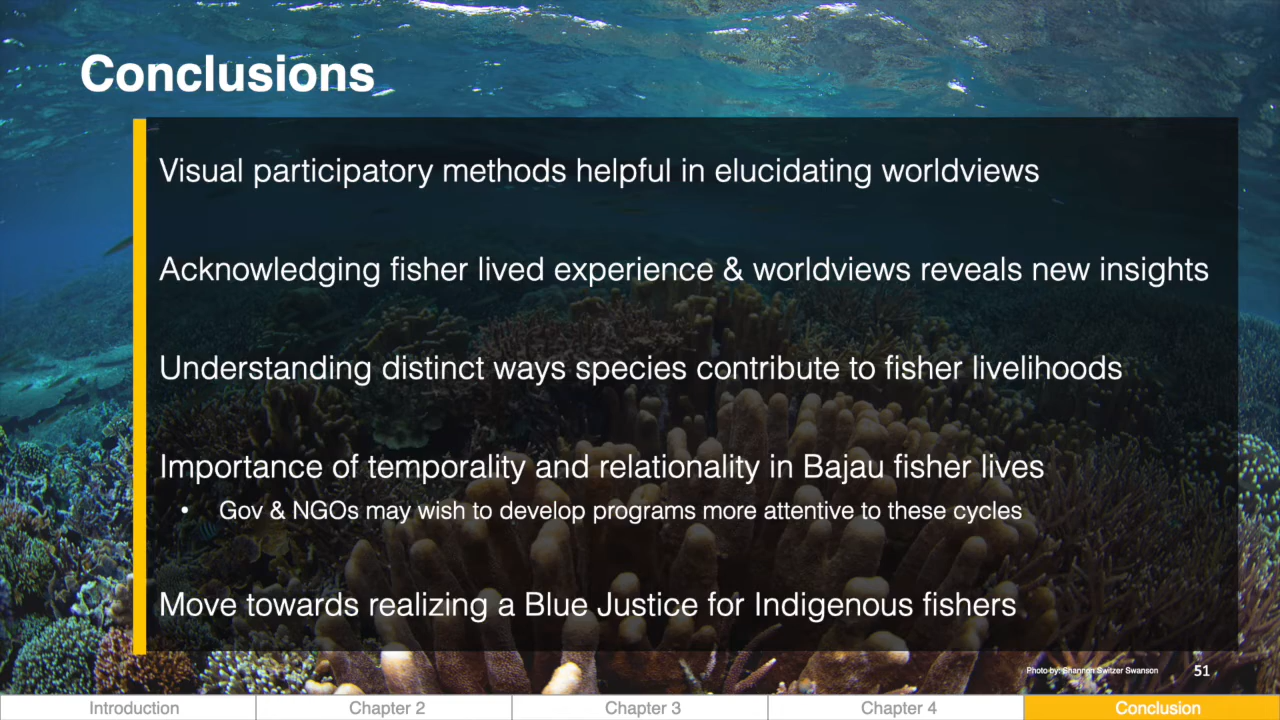 Conclusions
Visual participatory methods helpful in elucidating worldviews
Acknowledging fisher lived experience & worldviews reveals new insights
Understanding distinct ways species contribute to fisher livelihoods
Importance of temporality and relationality in Bajau fisher lives
• Gov & NGOs may wish to develop programs more attentive to these cycles
Move towards realizing a Blue Justice for Indigenous fishers
Photo by: Shannon Switzer Swanson
51
Introduction
Chapter 2
Chapter 3
Chapter 4
Conclusion